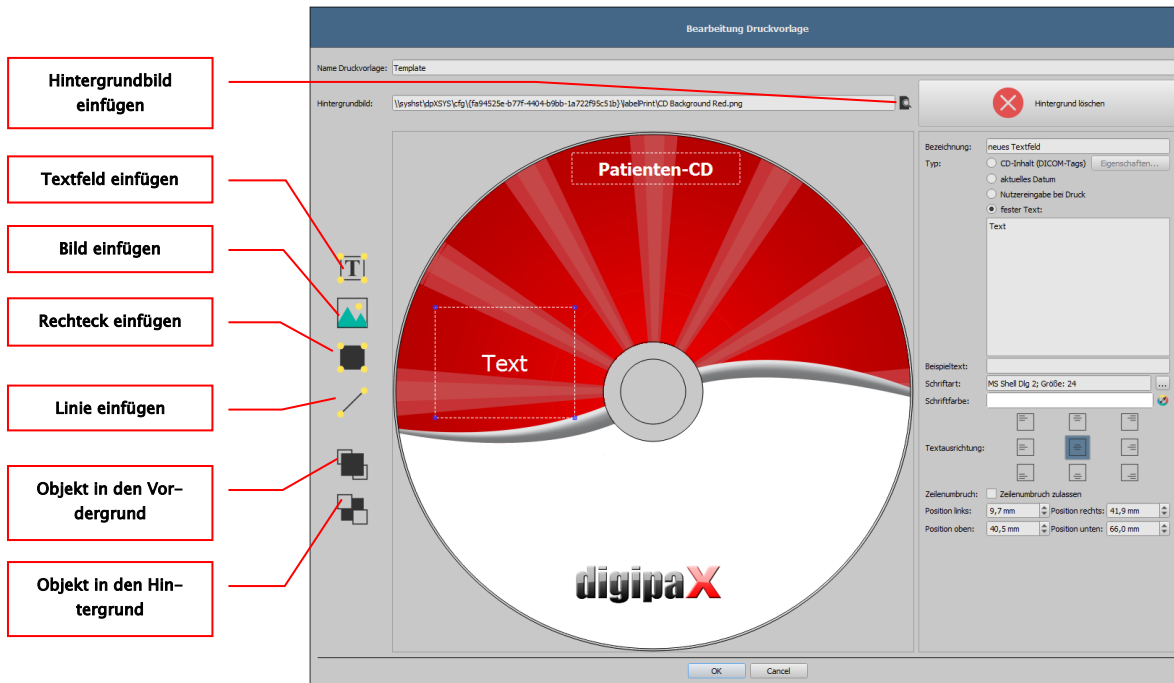 Bearbeitung Druckvorlage
Name Druckvorlage: Template
Hintergrundbild: \\syshst\dpXSYS\cfg\{fa94525e-b77f-4404-b9bb-1a722f95c51b}\labelPrint\CD Background Red.png
Hintergrund löschen
Hintergrundbild
einfügen
Textfeld einfügen
Bild einfügen
Rechteck einfügen
Linie einfügen
Objekt in den Vor-
dergrund
Objekt in den Hin-
tergrund
T
Patienten-CD
Text
digipaX
Bezeichnung: neues Textfeld
Typ: CD-Inhalt (DICOM-Tags) Eigenschaften...
aktuelles Datum
Nutzereingabe bei Druck
fester Text:
Text
Beispieltext:
Schriftart: MS Shell Dlg 2; Größe: 24 ...
Schriftfarbe:
Textausrichtung:
Zeilenumbruch: Zeilenumbruch zulassen
Position links: 9,7 mm Position rechts: 41,9 mm
Position oben: 40,5 mm Position unten: 66,0 mm
OK Cancel